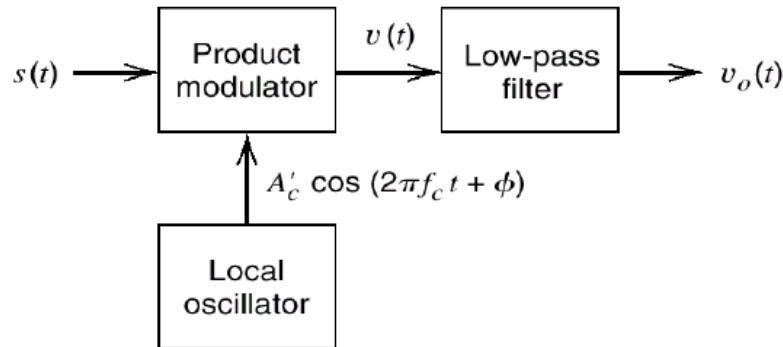 s(t)
Product
modulator
v(t)
Low-pass
filter
v_o(t)
A'_c cos (2πf_c t + ϕ)
Local
oscillator